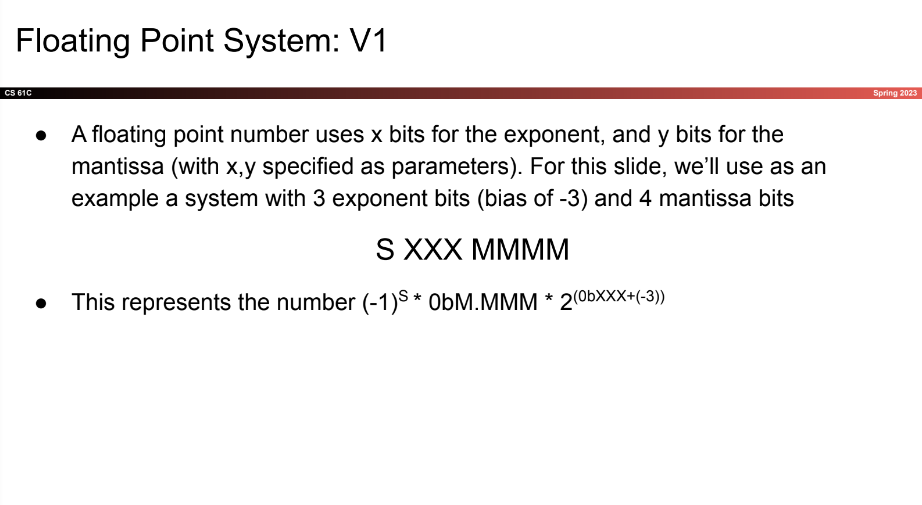 Floating Point System: V1
CS 61C
Spring 2023
● A floating point number uses x bits for the exponent, and y bits for the
mantissa (with x,y specified as parameters). For this slide, we’ll use as an
example a system with 3 exponent bits (bias of -3) and 4 mantissa bits
S XXX MMMM
● This represents the number (-1)^S * 0bM.MMM * 2^(0bXXX+(-3))